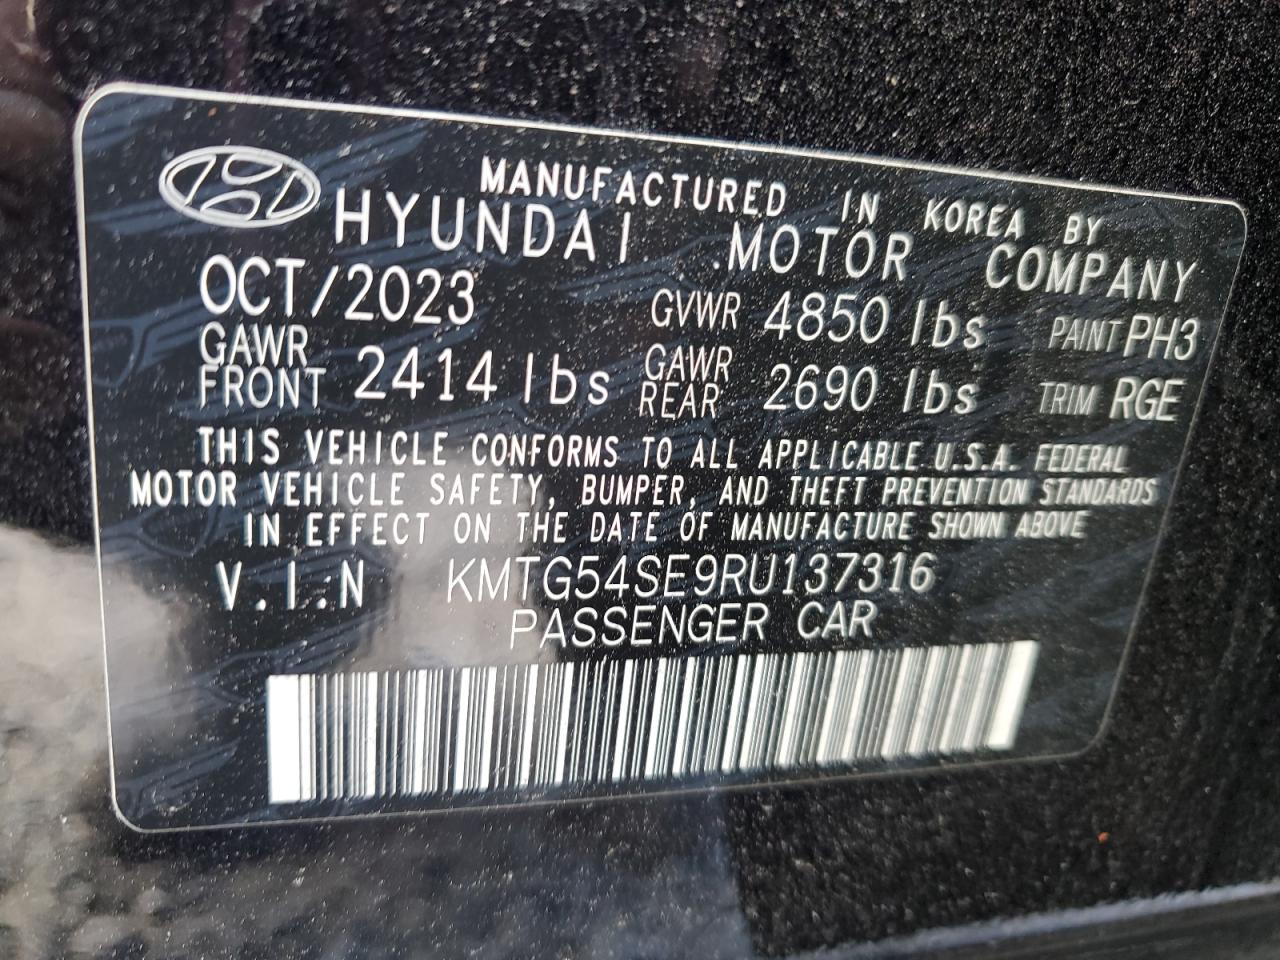 MANUFACTURED IN KOREA BY
HYUNDAI MOTOR COMPANY
OCT/2023 GVWR 4850 lbs PAINT PH3
GAWR FRONT 2414 lbs GAWR REAR 2690 lbs TRIM RGE
THIS VEHICLE CONFORMS TO ALL APPLICABLE U.S.A. FEDERAL
MOTOR VEHICLE SAFETY, BUMPER, AND THEFT PREVENTION STANDARDS
IN EFFECT ON THE DATE OF MANUFACTURE SHOWN ABOVE
V.I.N KMTG54SE9RU137316
PASSENGER CAR